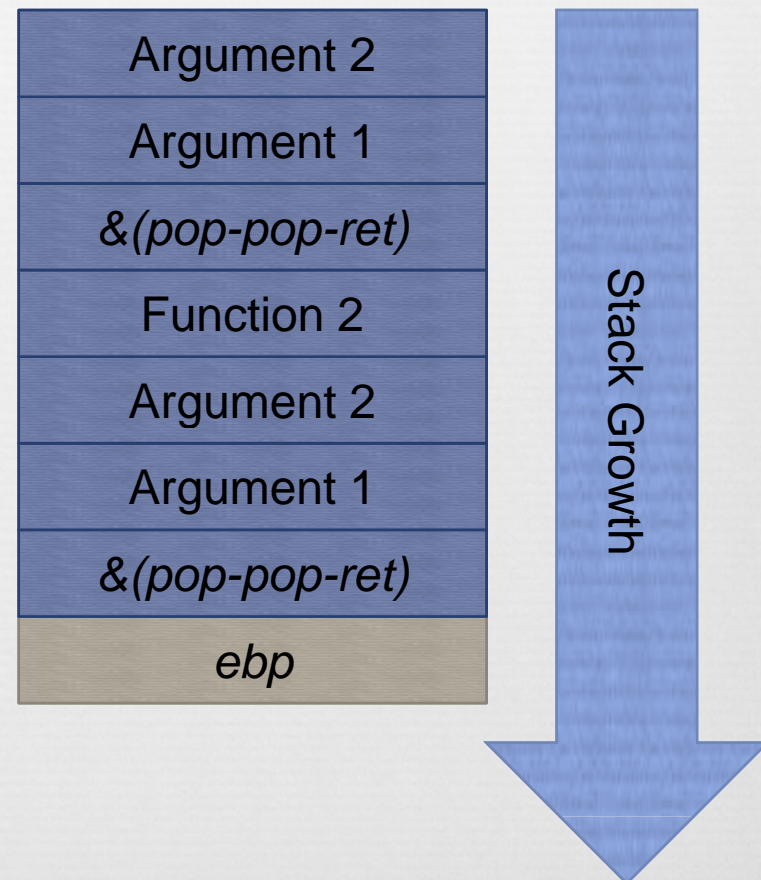 Argument 2
Argument 1
&(pop-pop-ret)
Function 2
Argument 2
Argument 1
&(pop-pop-ret)
ebp
Stack Growth